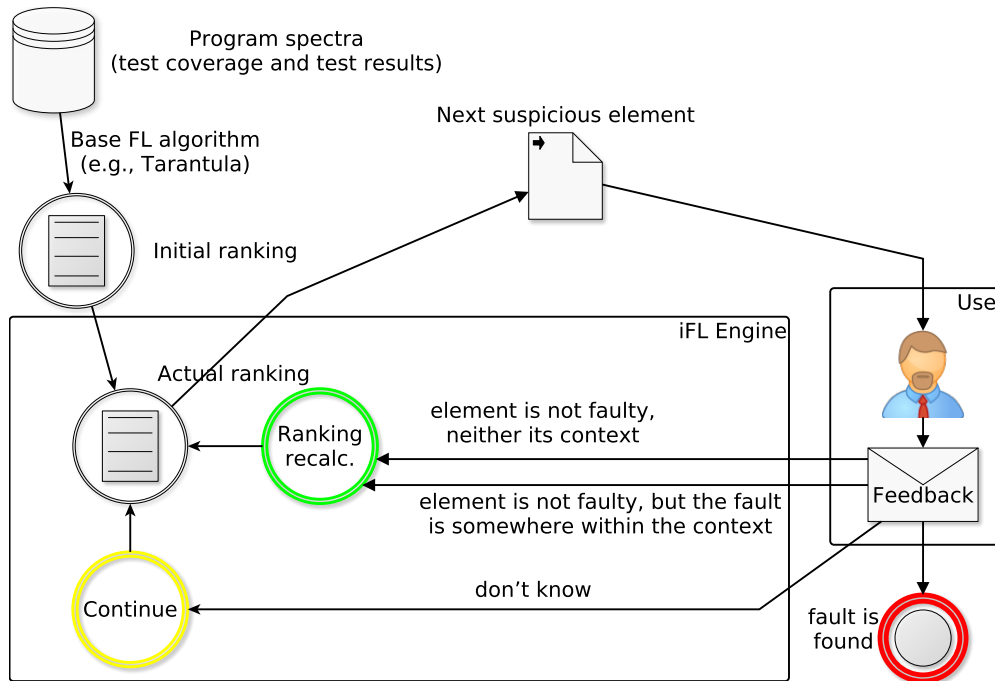 Program spectra
(test coverage and test results)
Base FL algorithm
(e.g., Tarantula)
Next suspicious element
Initial ranking
iFL Engine
Use
Actual ranking
element is not faulty,
neither its context
Ranking
recalc.
Feedback
element is not faulty, but the fault
is somewhere within the context
don’t know
Continue
fault is
found